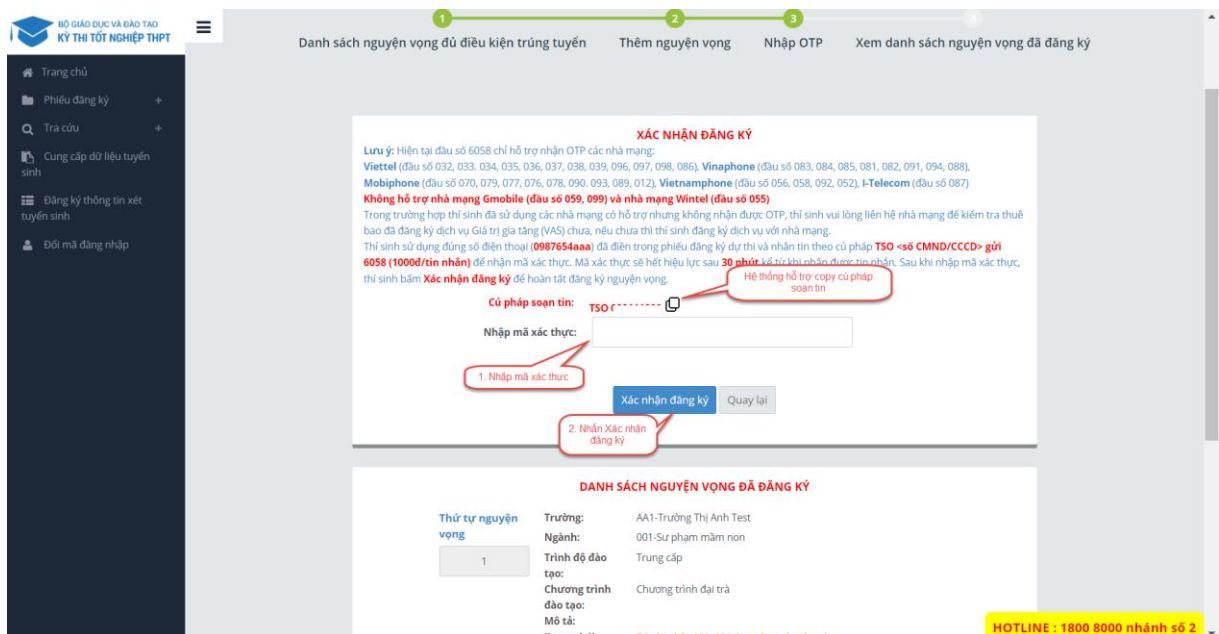 BỘ GIÁO DỤC VÀ ĐÀO TẠO
KỲ THI TỐT NGHIỆP THPT
Trang chủ
Phiếu đăng ký +
Tra cứu +
Cung cấp dữ liệu tuyển
sinh
Đăng ký thông tin xét
tuyển sinh
Đổi mã đăng nhập
1 2 3 4
Danh sách nguyện vọng đủ điều kiện trúng tuyển Thêm nguyện vọng Nhập OTP Xem danh sách nguyện vọng đã đăng ký
XÁC NHẬN ĐĂNG KÝ
Lưu ý: Hiện tại đầu số 6058 chỉ hỗ trợ nhận OTP các nhà mạng:
Viettel (đầu số 032, 033. 034, 035, 036, 037, 038, 039, 096, 097, 098, 086), Vinaphone (đầu số 083, 084, 085, 081, 082, 091, 094, 088),
Mobiphone (đầu số 070, 079, 077, 076, 078, 090. 093, 089, 012), Vietnamphone (đầu số 056, 058, 092, 052), I-Telecom (đầu số 087)
Không hỗ trợ nhà mạng Gmobile (đầu số 059, 099) và nhà mạng Wintel (đầu số 055)
Trong trường hợp thí sinh đã sử dụng các nhà mạng có hỗ trợ nhưng không nhận được OTP, thí sinh vui lòng liên hệ nhà mạng để kiểm tra thuê
bao đã đăng ký dịch vụ Giá trị gia tăng (VAS) chưa, nếu chưa thì thí sinh đăng ký dịch vụ với nhà mạng.
Thí sinh sử dụng đúng số điện thoại (0987654aaa) đã điền trong phiếu đăng ký dự thi và nhắn tin theo cú pháp TSO <số CMND/CCCD> gửi
6058 (1000đ/tin nhắn) để nhận mã xác thực. Mã xác thực sẽ hết hiệu lực sau 30 phút kể từ khi nhận được tin nhắn. Sau khi nhập mã xác thực,
thí sinh bấm Xác nhận đăng ký để hoàn tất đăng ký nguyện vọng.
Hệ thống hỗ trợ copy cú pháp
soạn tin
Cú pháp soạn tin: TSO
Nhập mã xác thực:
1. Nhập mã xác thực
Xác nhận đăng ký Quay lại
2. Nhấn Xác nhận
đăng ký
DANH SÁCH NGUYỆN VỌNG ĐÃ ĐĂNG KÝ
Thứ tự nguyện
vọng
1
Trường: AA1-Trường Thị Anh Test
Ngành: 001-Sư phạm mầm non
Trình độ đào
tạo: Trung cấp
Chương trình
đào tạo: Chương trình đại trà
Mô tả:
HOTLINE : 1800 8000 nhánh số 2